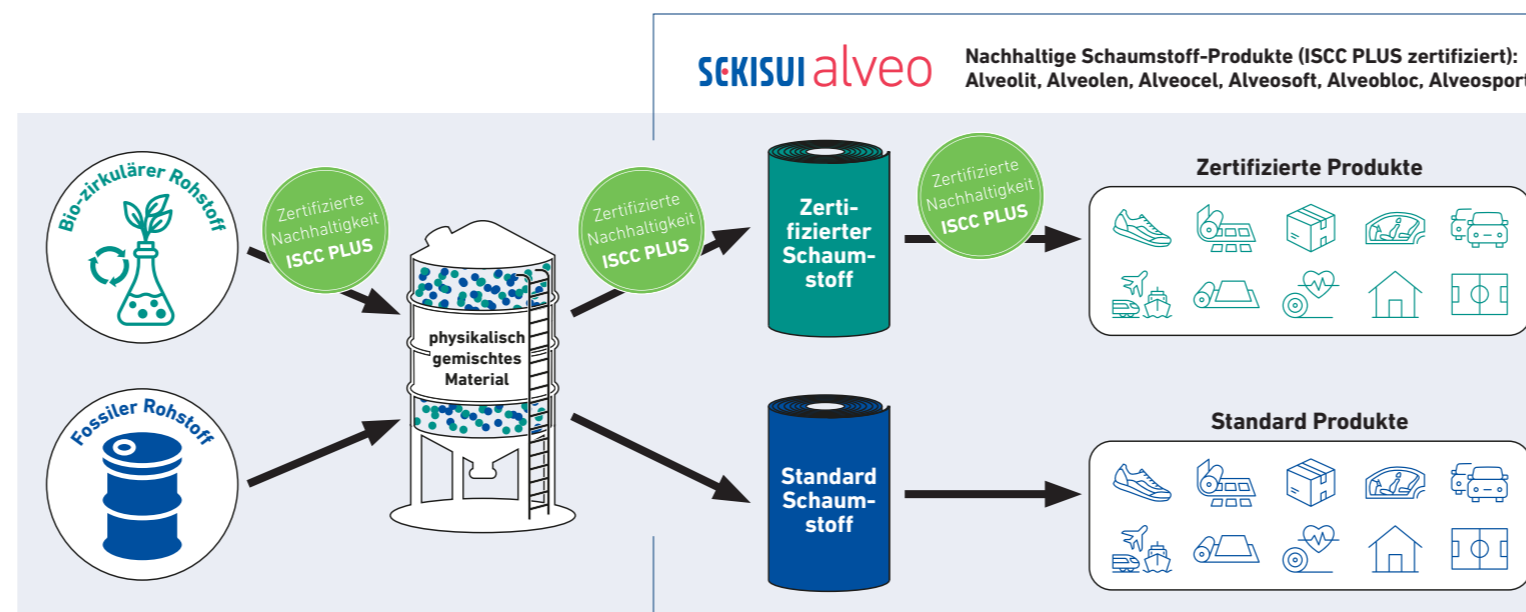 SEKISUI alveo
Nachhaltige Schaumstoff-Produkte (ISCC PLUS zertifiziert):
Alveolit, Alveolen, Alveocel, Alveosoft, Alveobloc, Alveosport
Bio-zirkulärer Rohstoff
Zertifizierte
Nachhaltigkeit
ISCC PLUS
physikalisch
gemischtes
Material
Zertifizierte
Nachhaltigkeit
ISCC PLUS
Zerti-
fizierter
Schaum-
stoff
Zertifizierte
Nachhaltigkeit
ISCC PLUS
Zertifizierte Produkte
Fossiler Rohstoff
Standard
Schaum-
stoff
Standard Produkte